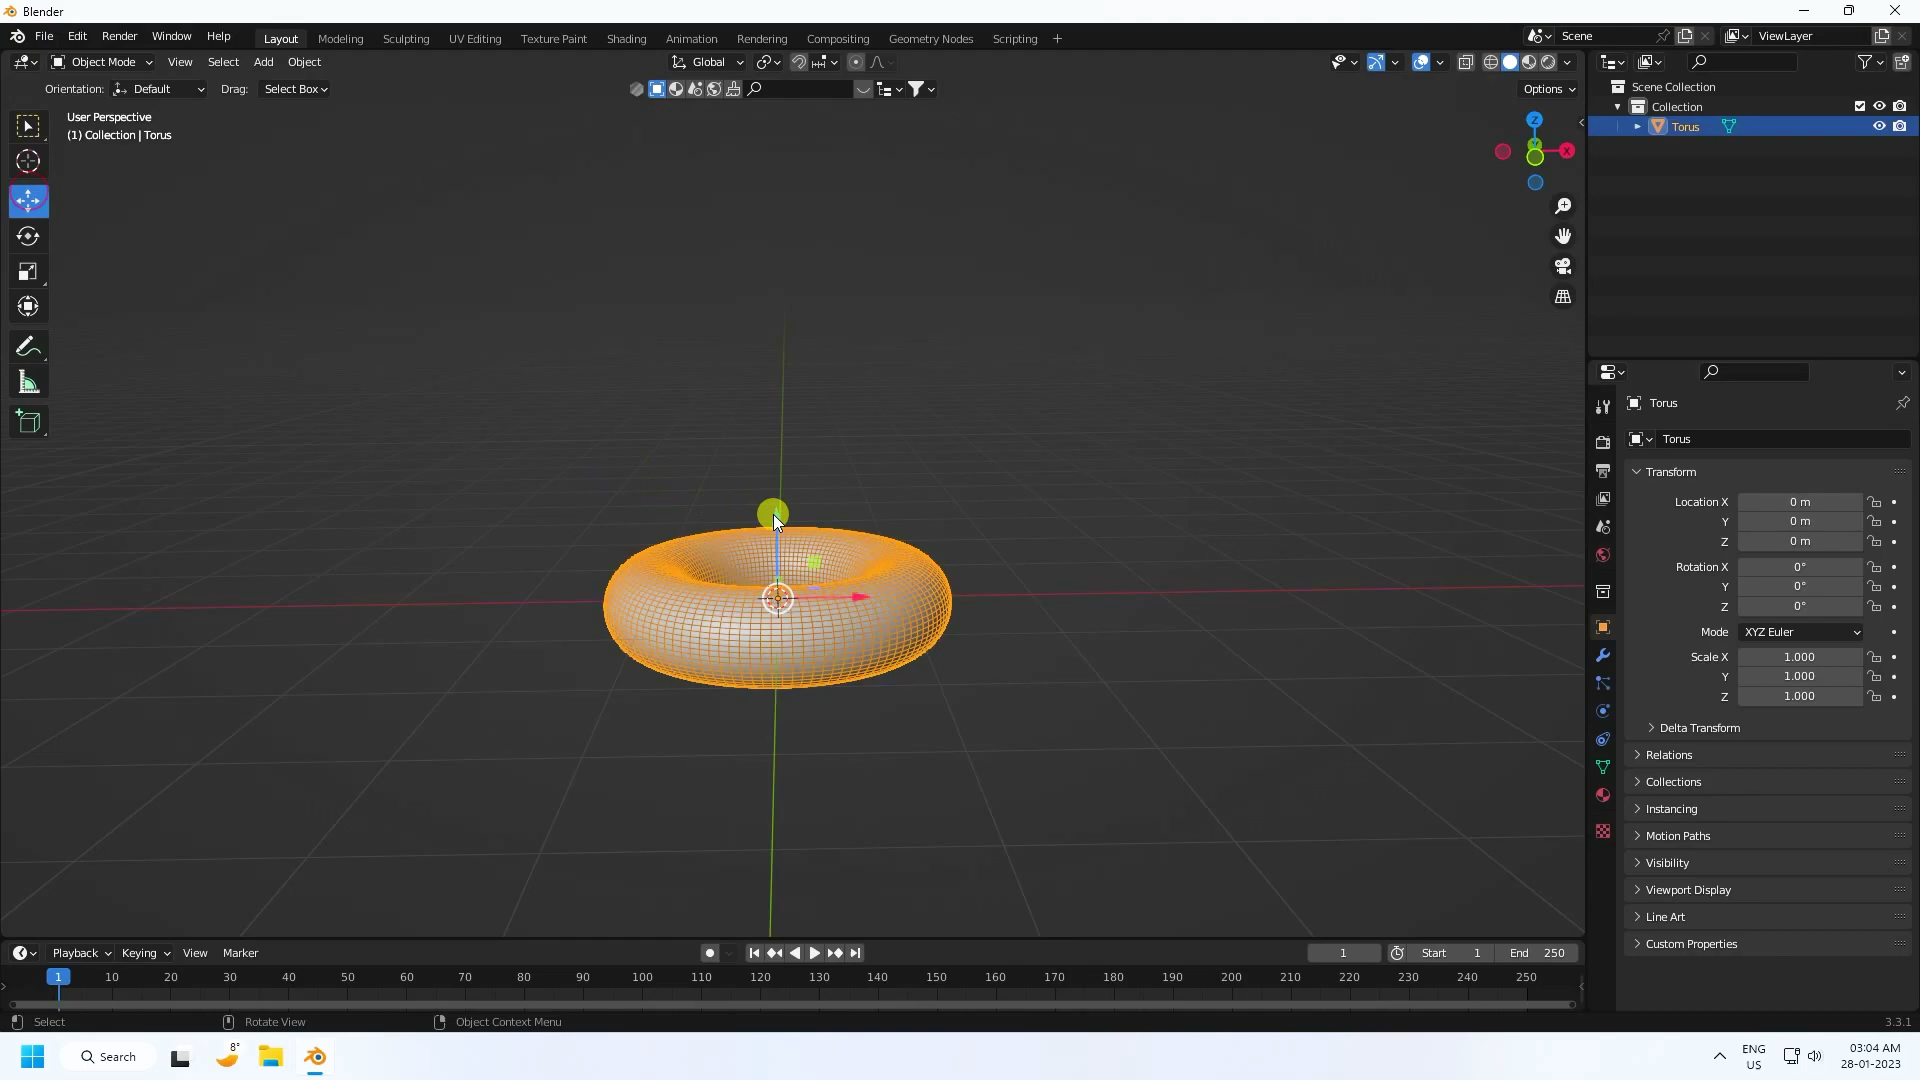 Blender
File Edit Render Window Help Layout Modeling Sculpting UV Editing Texture Paint Shading Animation Rendering Compositing Geometry Nodes Scripting + Scene ViewLayer
Object Mode View Select Add Object Global
Orientation: Default Drag: Select Box Options
User Perspective
(1) Collection | Torus
Z
X
Scene Collection
Collection
Torus
Torus
Torus
Transform
Location X 0 m
Y 0 m
Z 0 m
Rotation X 0°
Y 0°
Z 0°
Mode XYZ Euler
Scale X 1.000
Y 1.000
Z 1.000
Delta Transform
Relations
Collections
Instancing
Motion Paths
Visibility
Viewport Display
Line Art
Custom Properties
Playback Keying View Marker 1 Start 1 End 250
1 10 20 30 40 50 60 70 80 90 100 110 120 130 140 150 160 170 180 190 200 210 220 230 240 250
Select Rotate View Object Context Menu 3.3.1
Search 8° ENG US 03:04 AM
28-01-2023